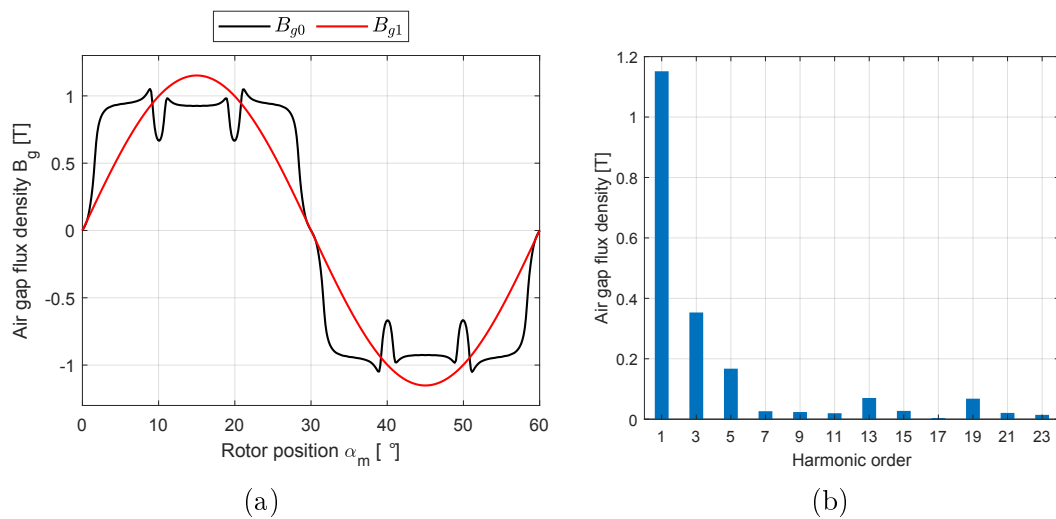 B_g0 B_g1
Air gap flux density B_g [T]
1
0.5
0
-0.5
-1
0 10 20 30 40 50 60
Rotor position α_m [ °]
(a)
Air gap flux density [T]
1.2
1
0.8
0.6
0.4
0.2
0
1 3 5 7 9 11 13 15 17 19 21 23
Harmonic order
(b)